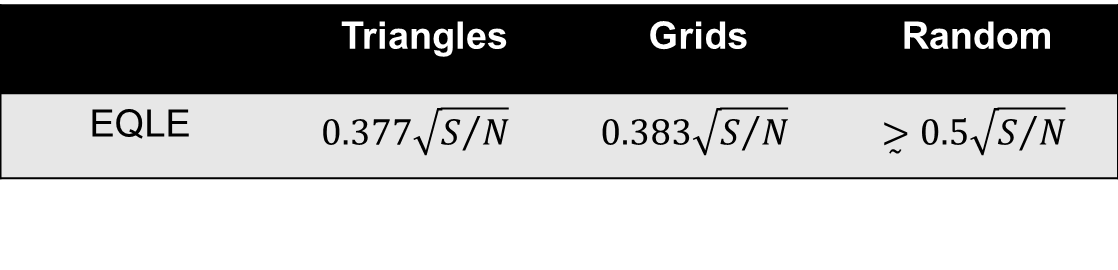 Triangles Grids Random
EQLE 0.377√S/N 0.383√S/N ≳ 0.5√S/N